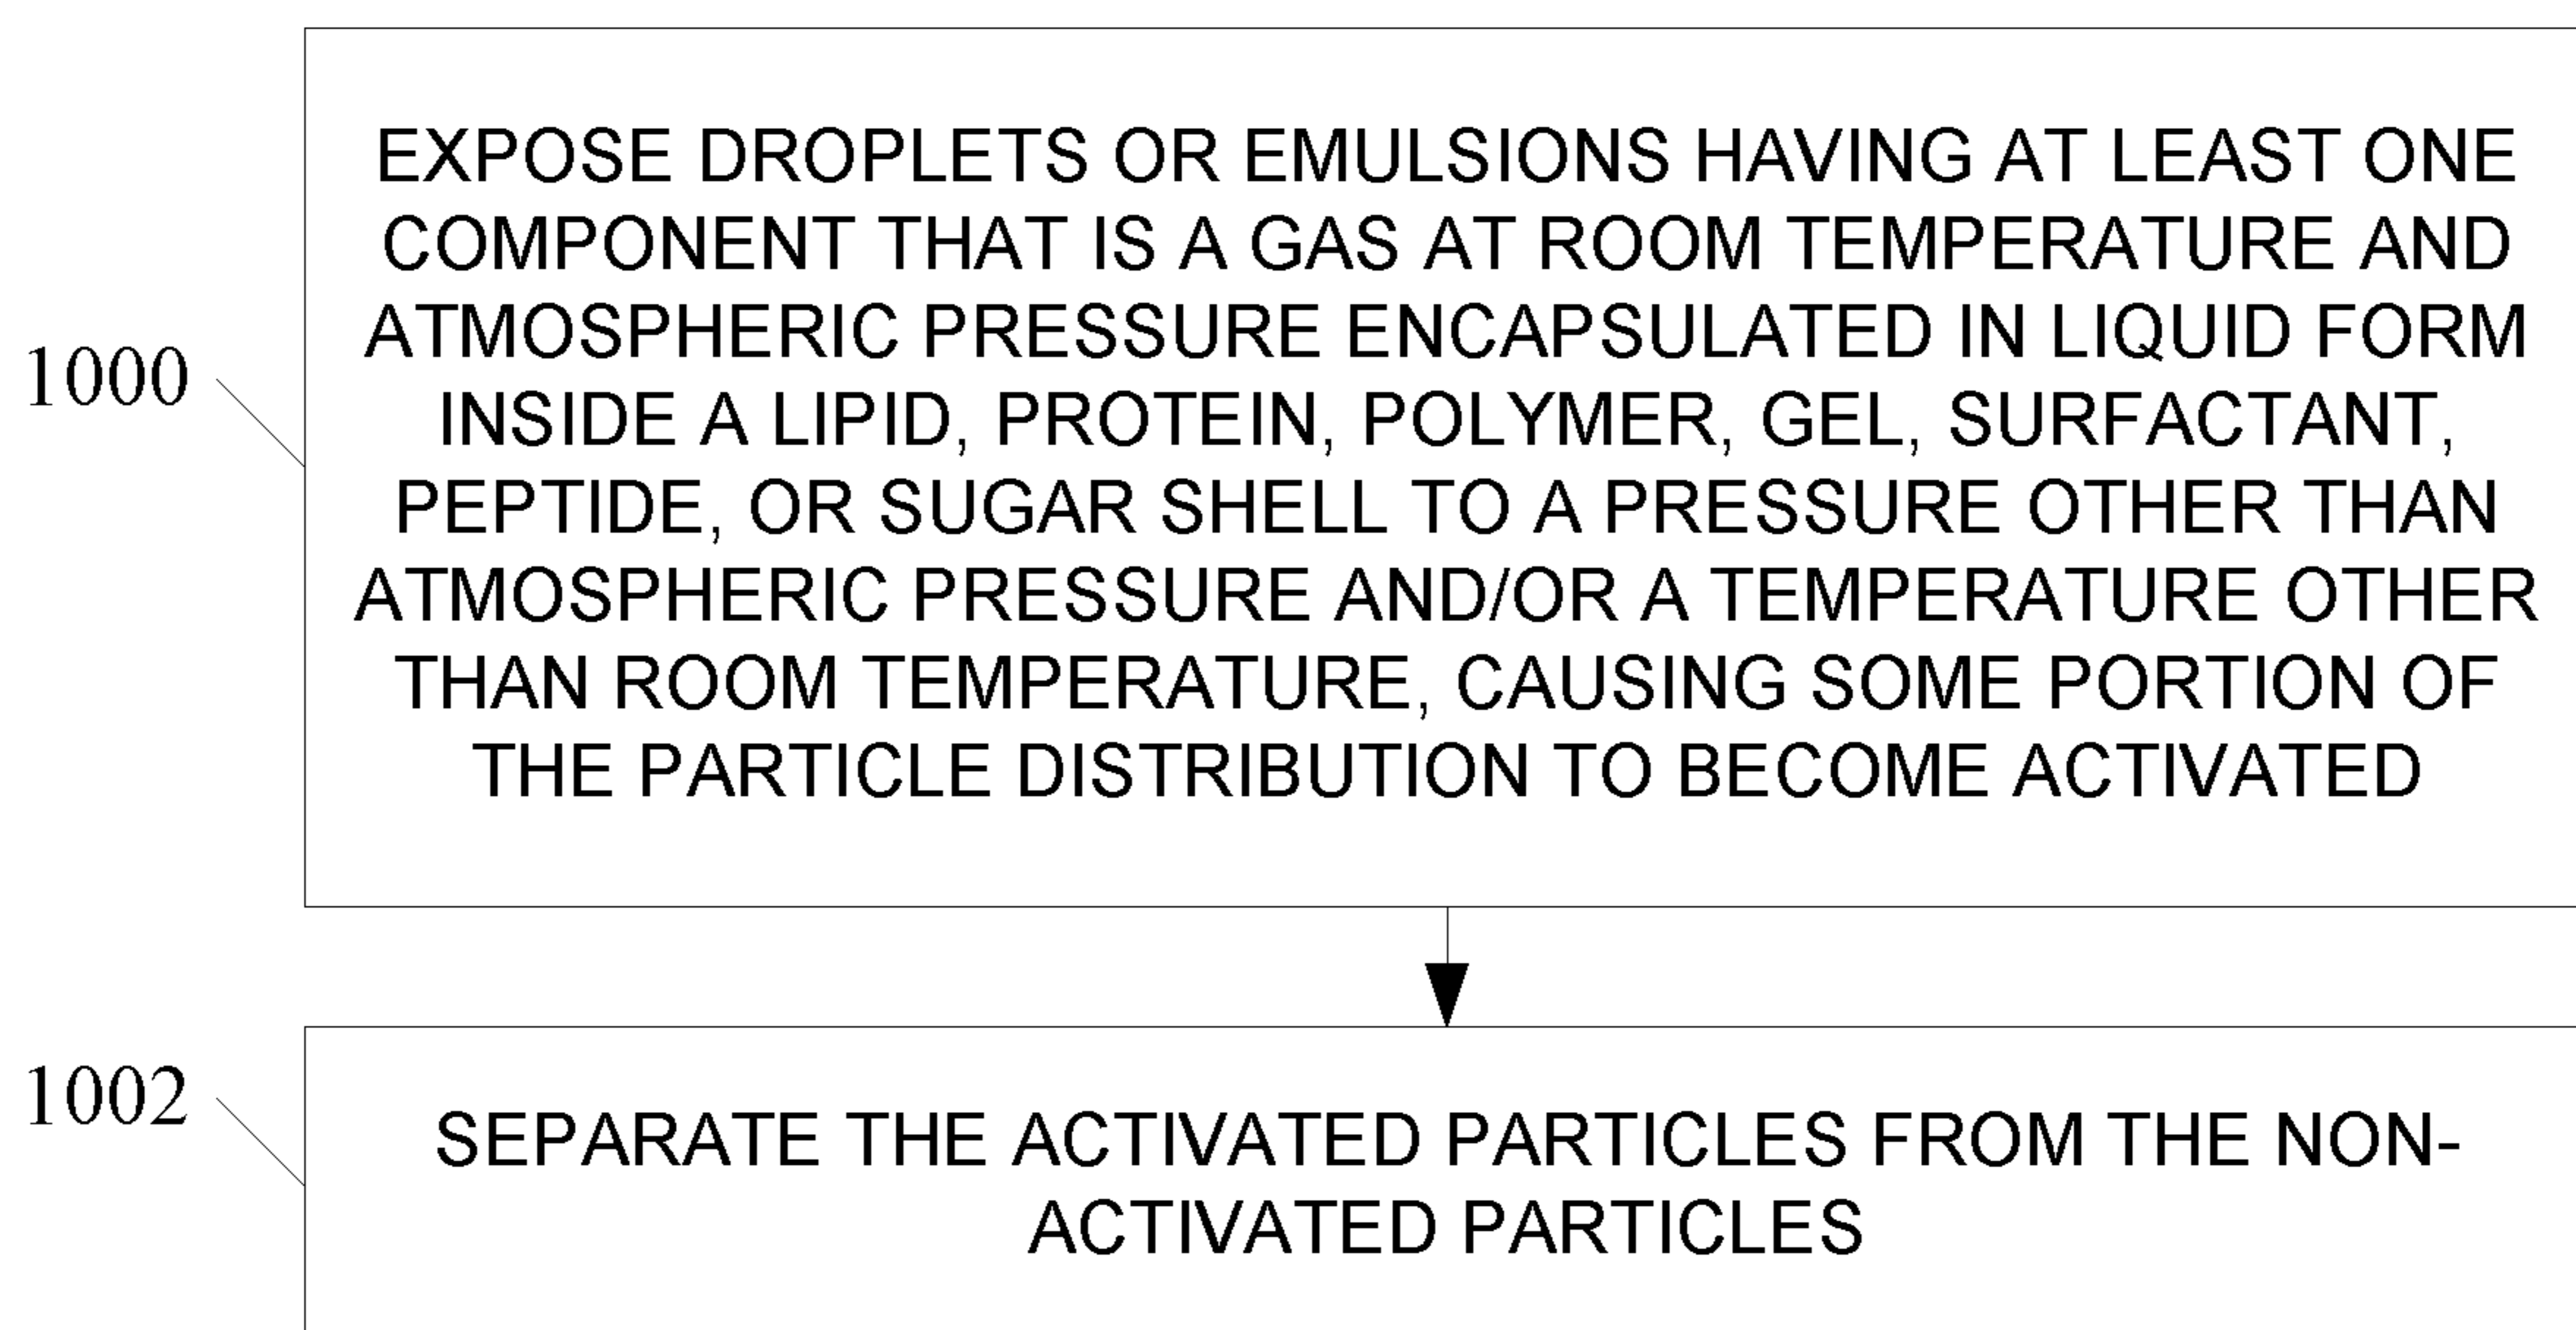 EXPOSE DROPLETS OR EMULSIONS HAVING AT LEAST ONE
COMPONENT THAT IS A GAS AT ROOM TEMPERATURE AND
ATMOSPHERIC PRESSURE ENCAPSULATED IN LIQUID FORM
1000
INSIDE A LIPID, PROTEIN, POLYMER, GEL, SURFACTANT,
PEPTIDE, OR SUGAR SHELL TO A PRESSURE OTHER THAN
ATMOSPHERIC PRESSURE AND/OR A TEMPERATURE OTHER
THAN ROOM TEMPERATURE, CAUSING SOME PORTION OF
THE PARTICLE DISTRIBUTION TO BECOME ACTIVATED
1002
SEPARATE THE ACTIVATED PARTICLES FROM THE NON-
ACTIVATED PARTICLES